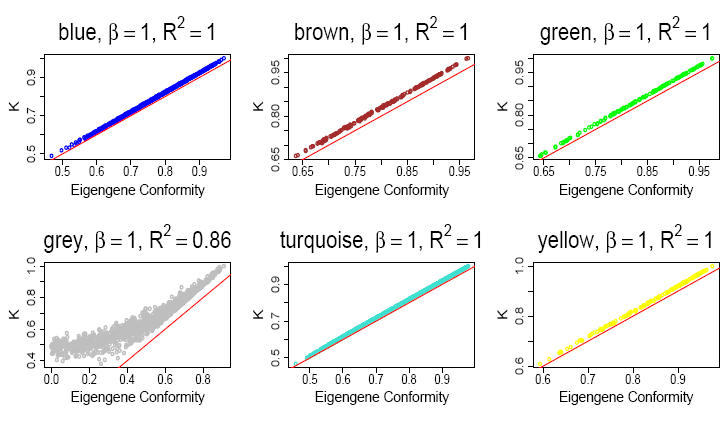 blue, β = 1, R² = 1
brown, β = 1, R² = 1
green, β = 1, R² = 1
K
0.5 0.7 0.9
0.5 0.6 0.7 0.8 0.9
Eigengene Conformity
K
0.65 0.80 0.95
0.65 0.75 0.85 0.95
Eigengene Conformity
K
0.65 0.80 0.95
0.65 0.75 0.85 0.95
Eigengene Conformity
grey, β = 1, R² = 0.86
turquoise, β = 1, R² = 1
yellow, β = 1, R² = 1
K
0.4 0.6 0.8 1.0
0.0 0.2 0.4 0.6 0.8
Eigengene Conformity
K
0.5 0.7 0.9
0.5 0.6 0.7 0.8 0.9
Eigengene Conformity
K
0.6 0.8 1.0
0.6 0.7 0.8 0.9
Eigengene Conformity